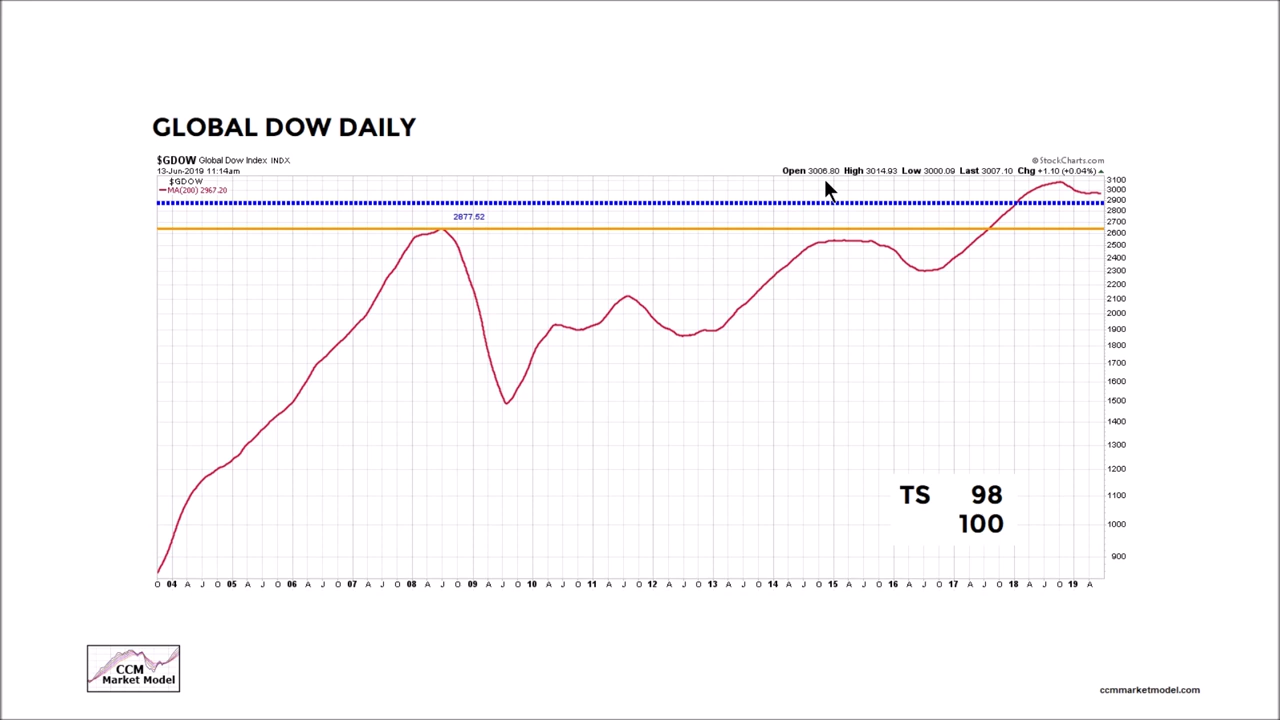 GLOBAL DOW DAILY
$GDOW Global Dow Index INDX
© StockCharts.com
13-Jun-2019 11:14am
Open 3006.80 High 3014.93 Low 3000.09 Last 3007.10 Chg +1.10 (+0.04%)
$GDOW
MA(200) 2967.20
2877.52
3100
3000
2900
2800
2700
2600
2500
2400
2300
2200
2100
2000
1900
1800
1700
1600
1500
1400
1300
1200
1100
1000
900
TS 98
100
O 04 A J O 05 A J O 06 A J O 07 A J O 08 A J O 09 A J O 10 A J O 11 A J O 12 A J O 13 A J O 14 A J O 15 A J O 16 A J O 17 A J O 18 A J O 19 A
CCM
Market Model
ccmmarketmodel.com